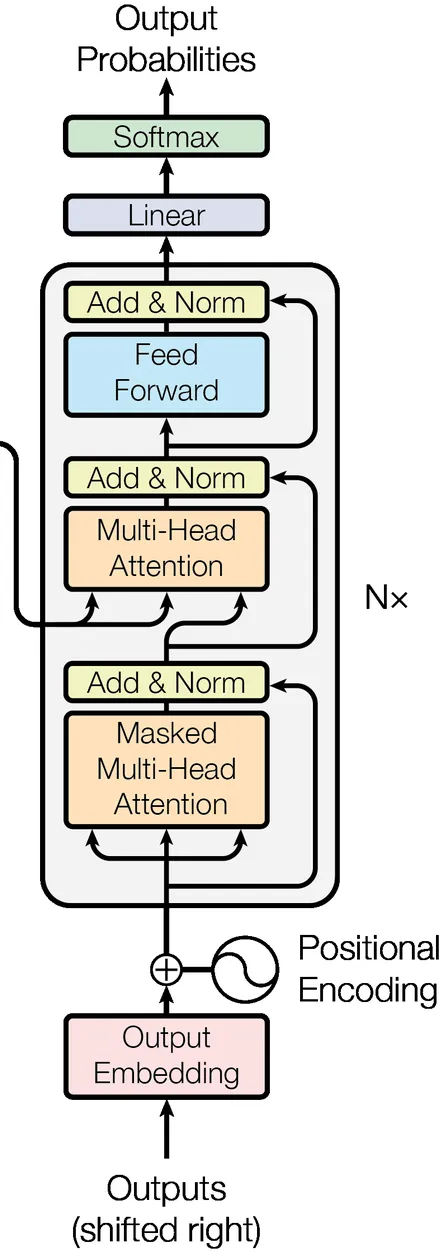 Output
Probabilities
Softmax
Linear
Add & Norm
Feed
Forward
Add & Norm
Multi-Head
Attention
N×
Add & Norm
Masked
Multi-Head
Attention
Positional
Encoding
Output
Embedding
Outputs
(shifted right)